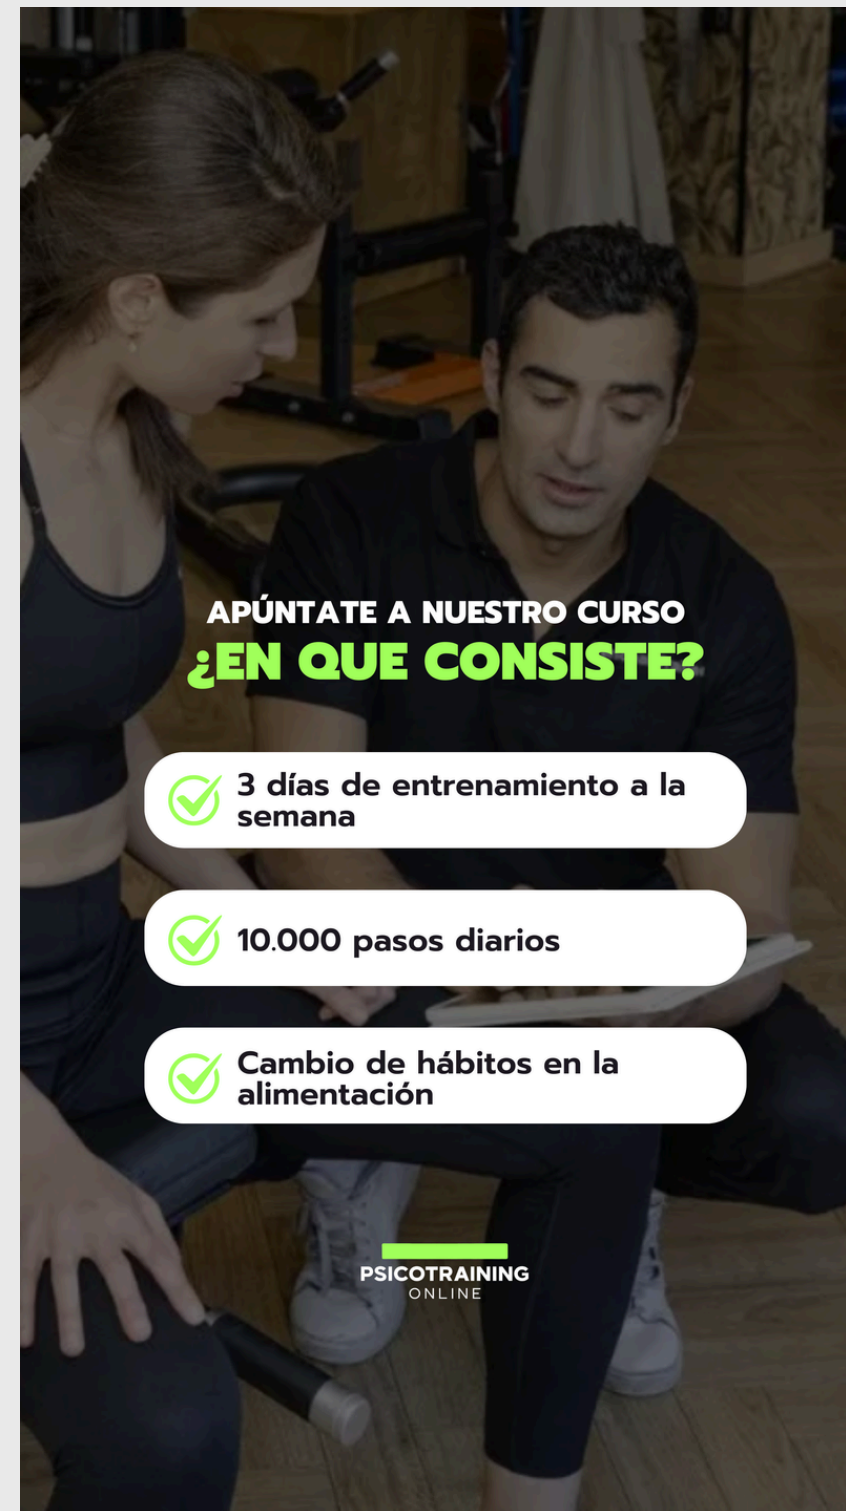 APÚNTATE A NUESTRO CURSO
¿EN QUE CONSISTE?
3 días de entrenamiento a la
semana
10.000 pasos diarios
Cambio de hábitos en la
alimentación
PSICOTRAINING
ONLINE